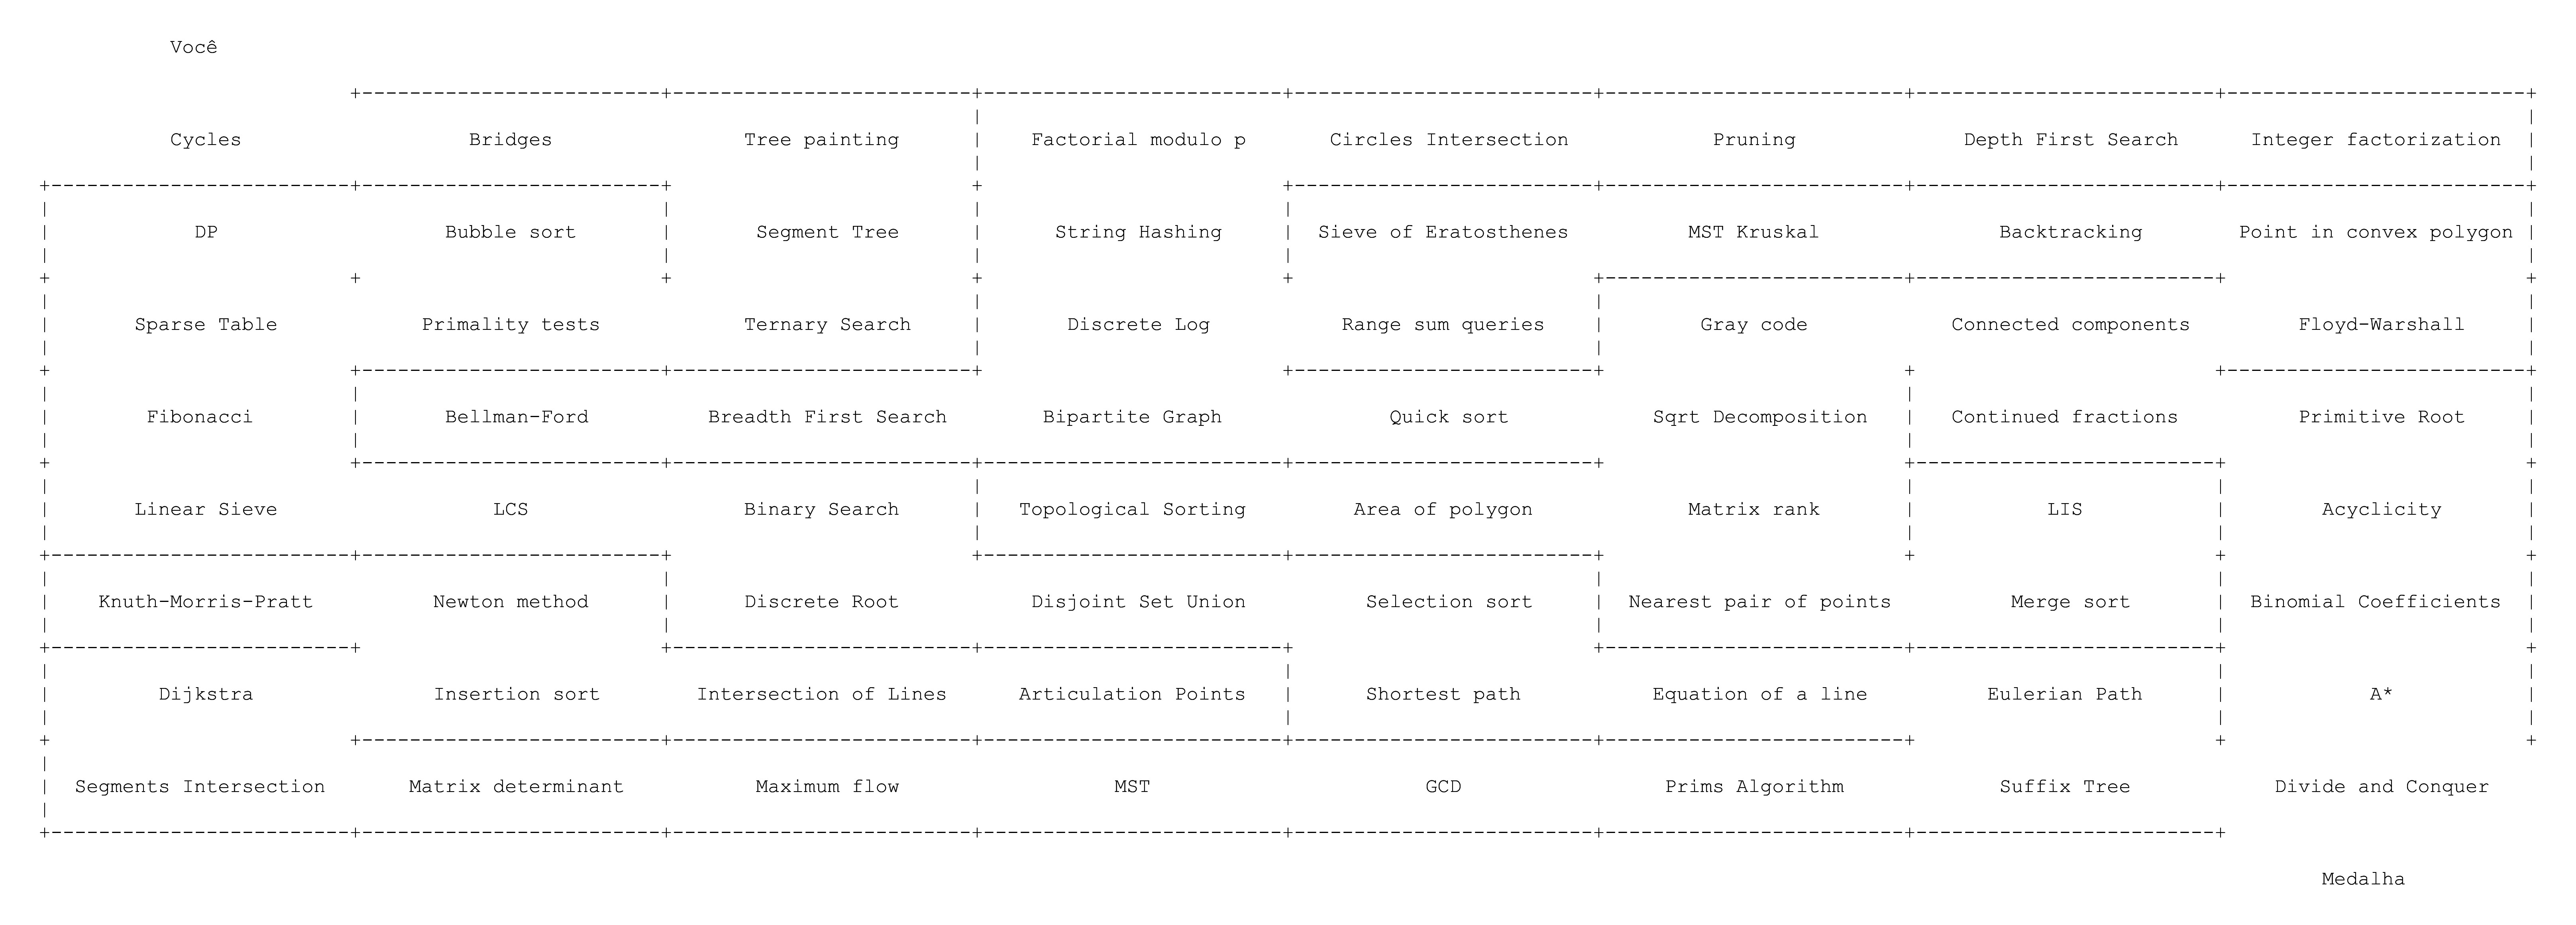 Você
Cycles Bridges Tree painting Factorial modulo p Circles Intersection Pruning Depth First Search Integer factorization
DP Bubble sort Segment Tree String Hashing Sieve of Eratosthenes MST Kruskal Backtracking Point in convex polygon
Sparse Table Primality tests Ternary Search Discrete Log Range sum queries Gray code Connected components Floyd-Warshall
Fibonacci Bellman-Ford Breadth First Search Bipartite Graph Quick sort Sqrt Decomposition Continued fractions Primitive Root
Linear Sieve LCS Binary Search Topological Sorting Area of polygon Matrix rank LIS Acyclicity
Knuth-Morris-Pratt Newton method Discrete Root Disjoint Set Union Selection sort Nearest pair of points Merge sort Binomial Coefficients
Dijkstra Insertion sort Intersection of Lines Articulation Points Shortest path Equation of a line Eulerian Path A*
Segments Intersection Matrix determinant Maximum flow MST GCD Prims Algorithm Suffix Tree Divide and Conquer
Medalha